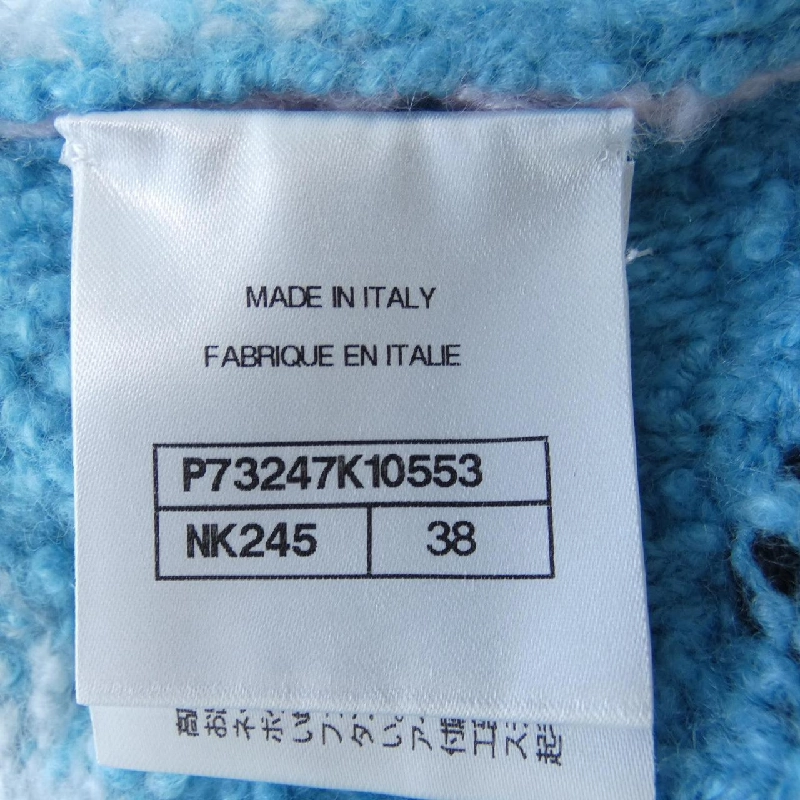 MADE IN ITALY
FABRIQUE EN ITALIE
P73247K10553
NK245 38